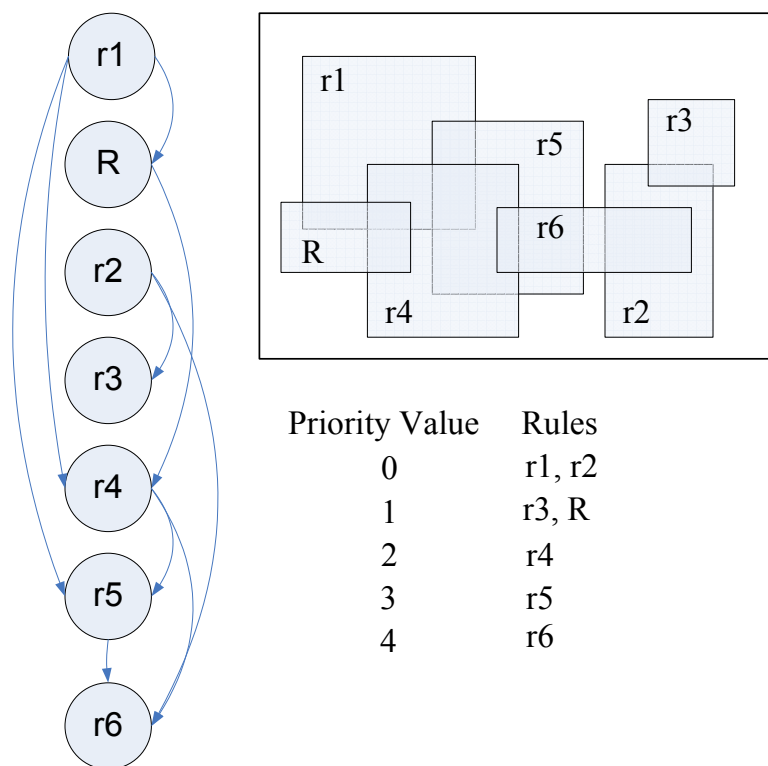 r1
R
r2
r3
r4
r5
r6
r1
r3
r5
r6
R
r4
r2
Priority Value Rules
0 r1, r2
1 r3, R
2 r4
3 r5
4 r6